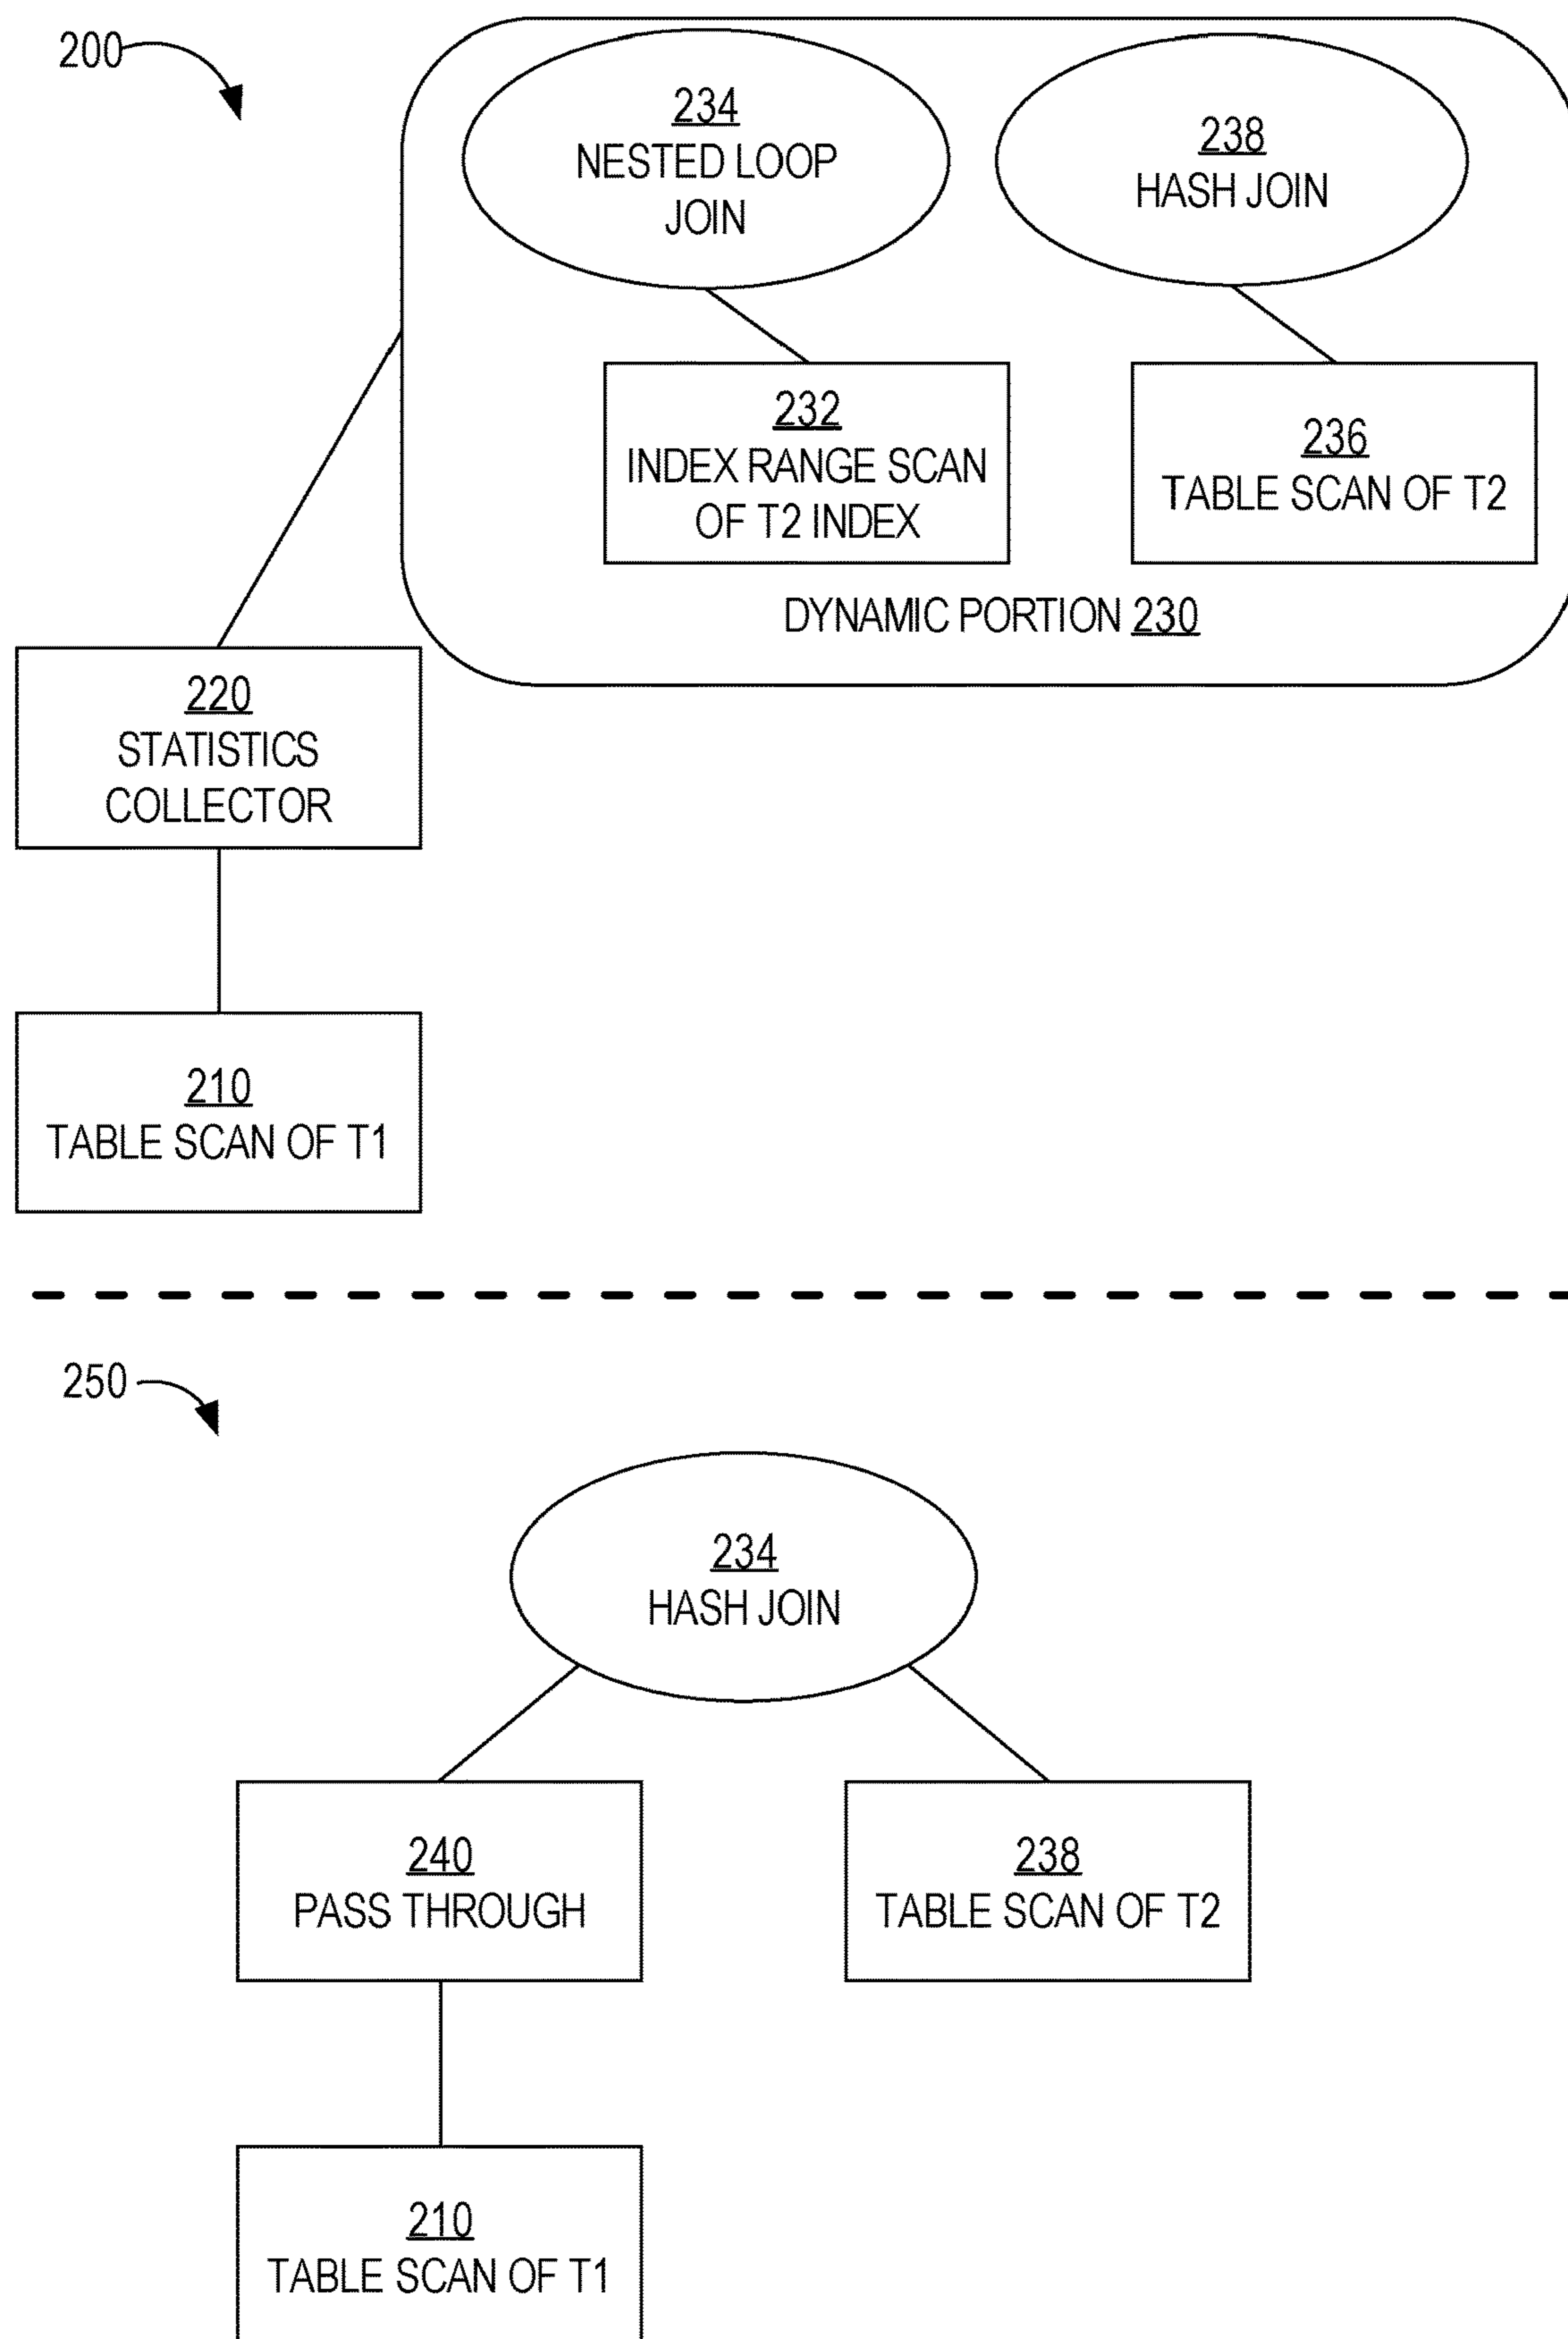 200
234
NESTED LOOP
JOIN
238
HASH JOIN
232
INDEX RANGE SCAN
OF T2 INDEX
236
TABLE SCAN OF T2
DYNAMIC PORTION 230
220
STATISTICS
COLLECTOR
210
TABLE SCAN OF T1
250
234
HASH JOIN
240
PASS THROUGH
238
TABLE SCAN OF T2
210
TABLE SCAN OF T1